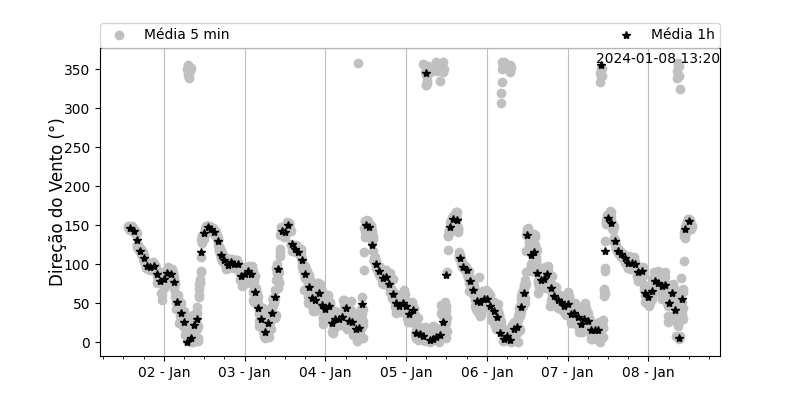 Média 5 min
Média 1h
2024-01-08 13:20
Direção do Vento (°)
350
300
250
200
150
100
50
0
02 - Jan
03 - Jan
04 - Jan
05 - Jan
06 - Jan
07 - Jan
08 - Jan